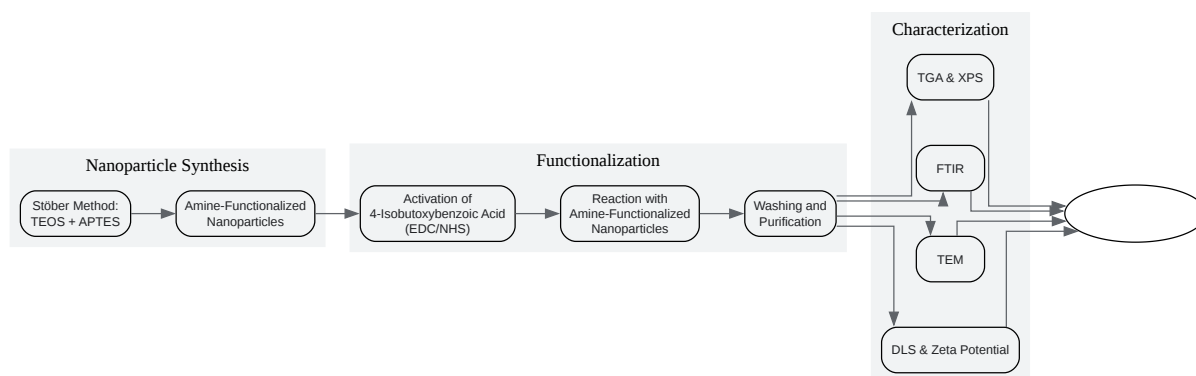 Characterization
TGA & XPS
Nanoparticle Synthesis
Functionalization
FTIR
Stöber Method:
TEOS + APTES
Amine-Functionalized
Nanoparticles
Activation of
4-Isobutoxybenzoic Acid
(EDC/NHS)
Reaction with
Amine-Functionalized
Nanoparticles
Washing and
Purification
TEM
DLS & Zeta Potential